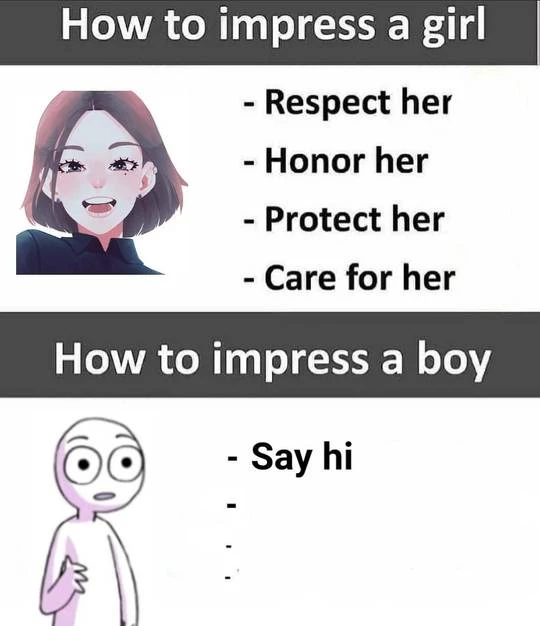 How to impress a girl
- Respect her
- Honor her
- Protect her
- Care for her
How to impress a boy
- Say hi
-
-
-